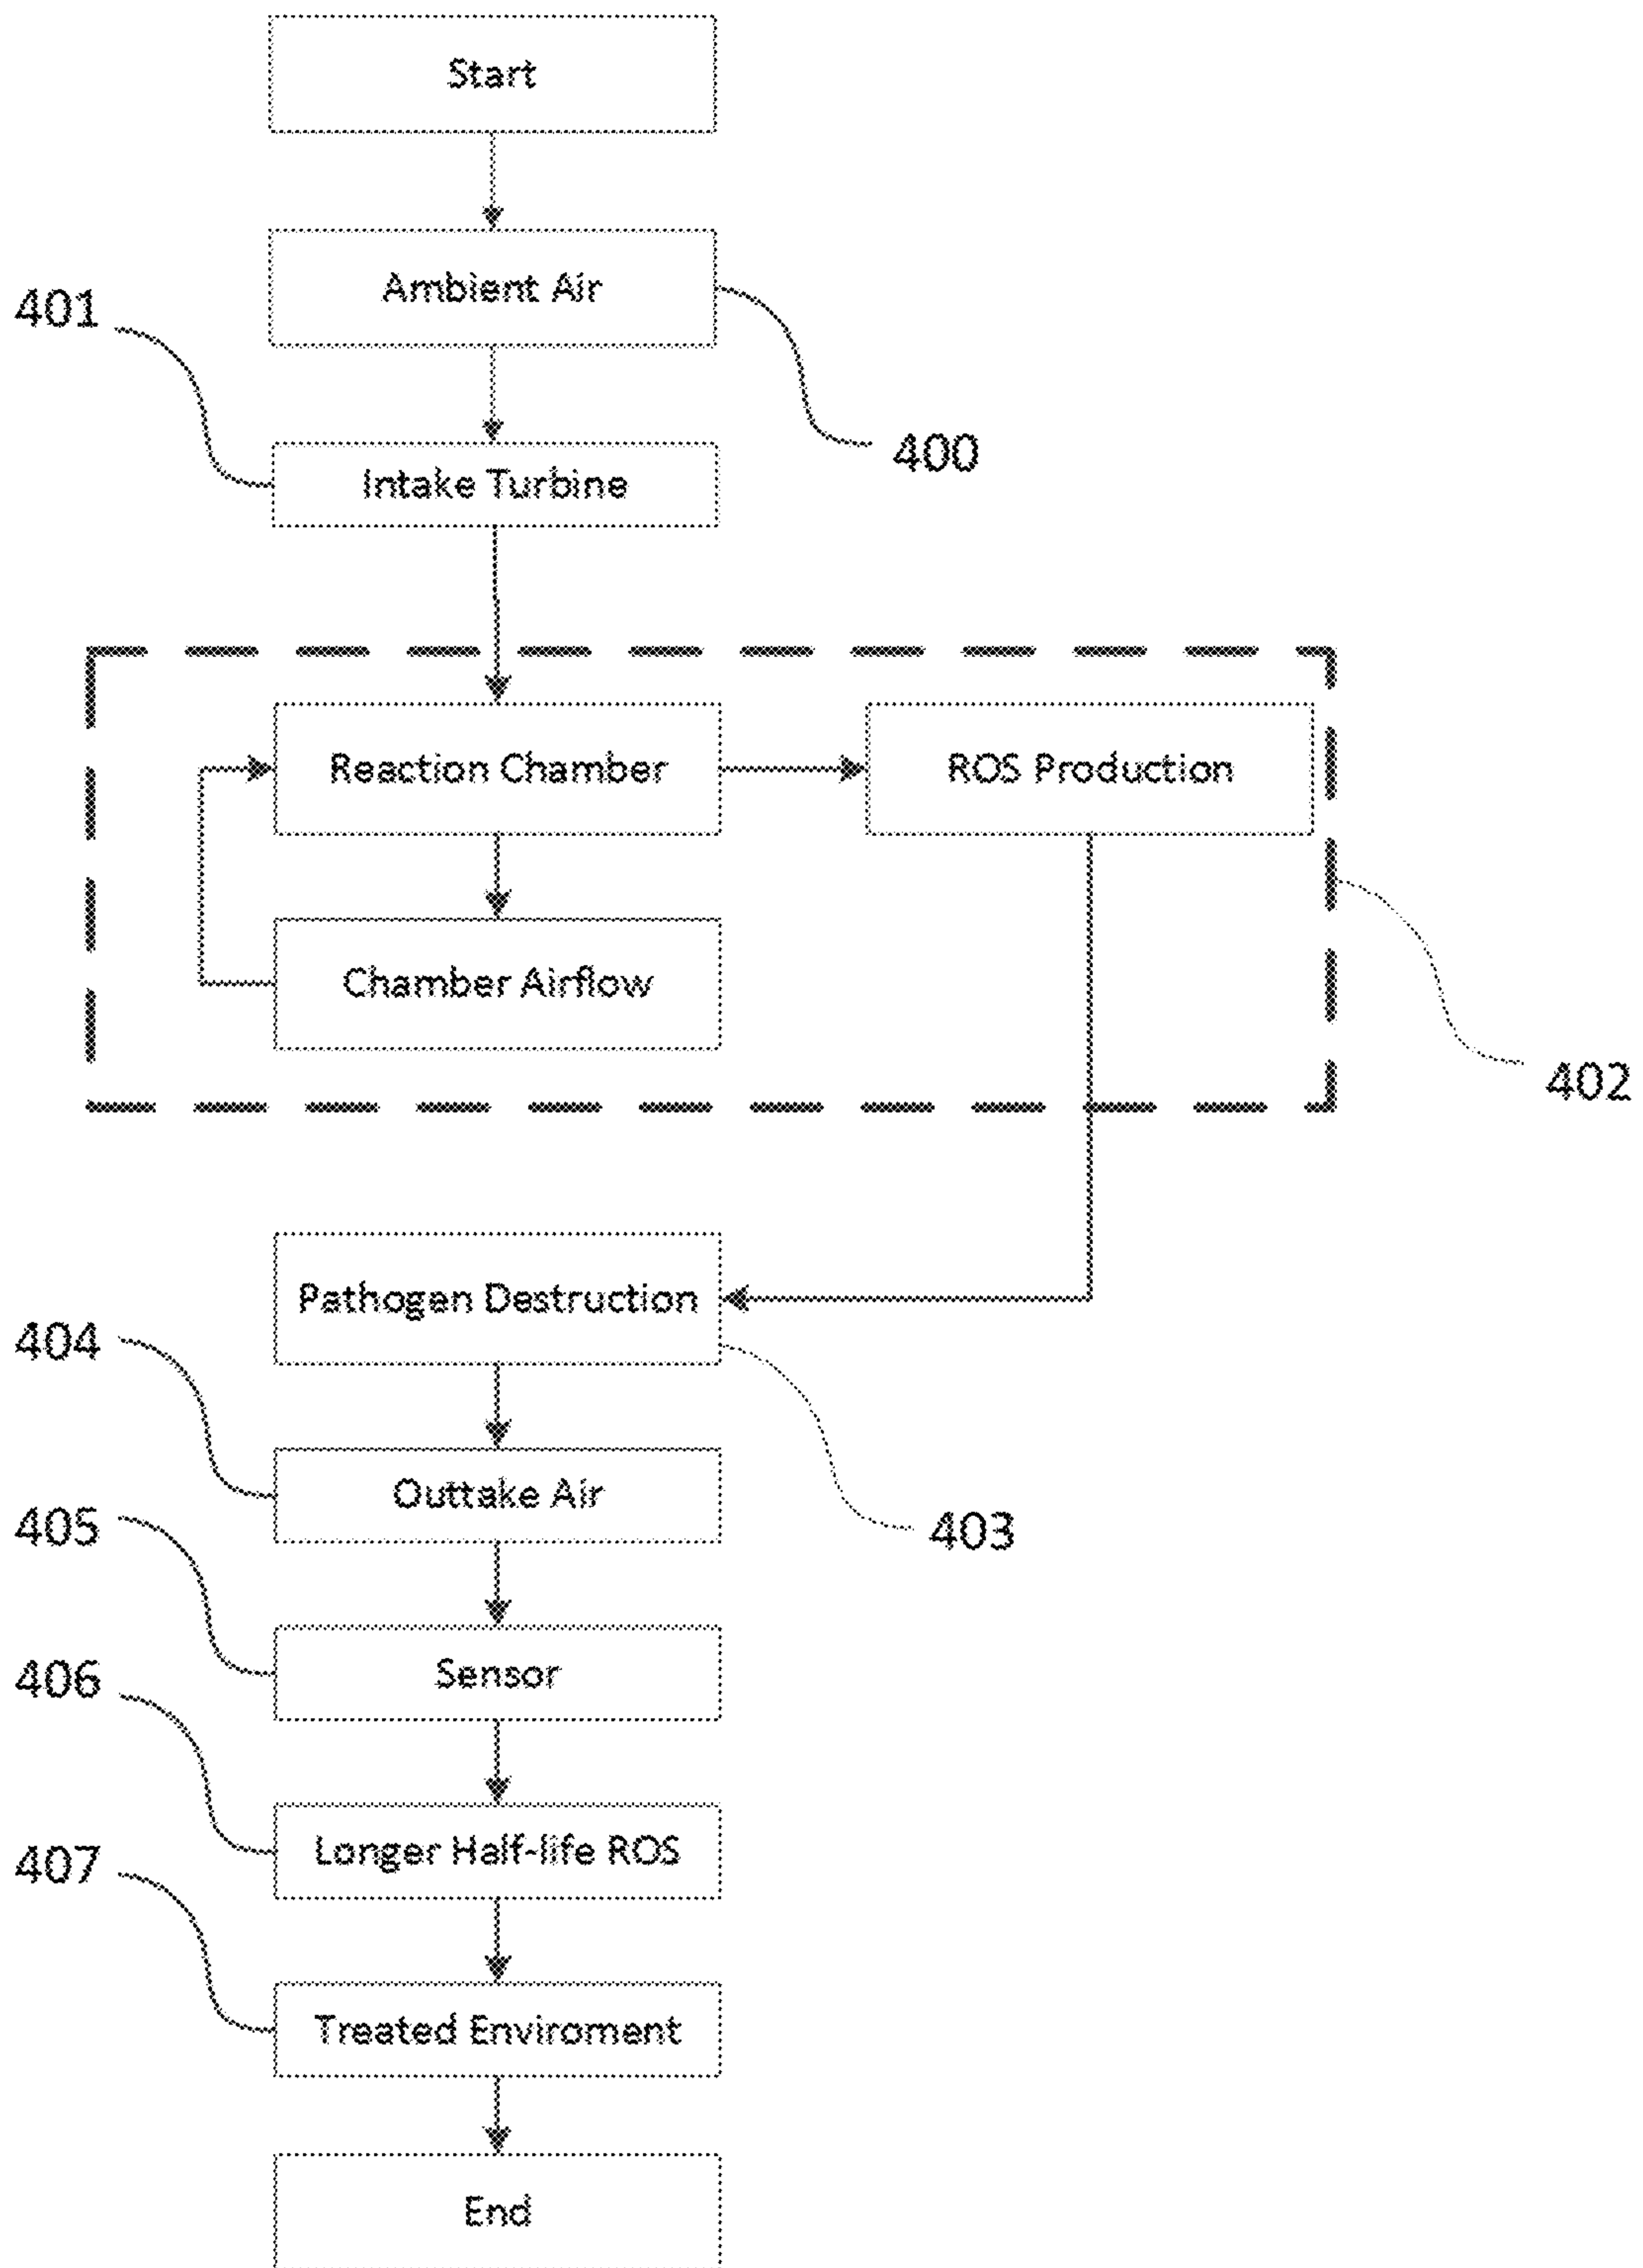 Start
Ambient Air
401
400
Intake Turbine
Reaction Chamber
ROS Production
Chamber Airflow
402
Pathogen Destruction
404
Outtake Air
403
405
Sensor
406
Longer Half-life ROS
407
Treated Enviroment
End